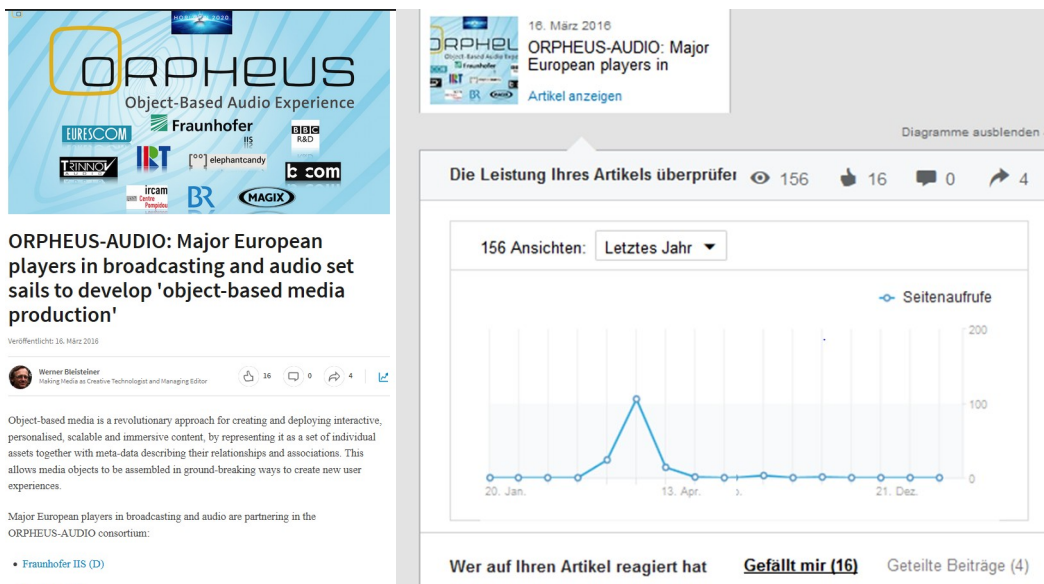 HORIZON 2020
ORPHEUS
Object-Based Audio Experience
EURESCOM
Fraunhofer
IIS
BBC
R&D
TRINNOV
AUDIO
IRT
[°°] elephantcandy
b com
ircam
Centre
Pompidou
BR
MAGIX
ORPHEUS-AUDIO: Major European
players in broadcasting and audio set
sails to develop 'object-based media
production'
Veröffentlicht: 16. März 2016
Werner Bleisteiner
Making Media as Creative Technologist and Managing Editor
16
0
4
Object-based media is a revolutionary approach for creating and deploying interactive,
personalised, scalable and immersive content, by representing it as a set of individual
assets together with meta-data describing their relationships and associations. This
allows media objects to be assembled in ground-breaking ways to create new user
experiences.
Major European players in broadcasting and audio are partnering in the
ORPHEUS-AUDIO consortium:
• Fraunhofer IIS (D)
16. März 2016
ORPHEUS-AUDIO: Major
European players in
Artikel anzeigen
Diagramme ausblenden
Die Leistung Ihres Artikels überprüfen 156 16 0 4
156 Ansichten: Letztes Jahr
Seitenaufrufe
200
100
0
20. Jan. 13. Apr. 21. Dez.
Wer auf Ihren Artikel reagiert hat Gefällt mir (16) Geteilte Beiträge (4)